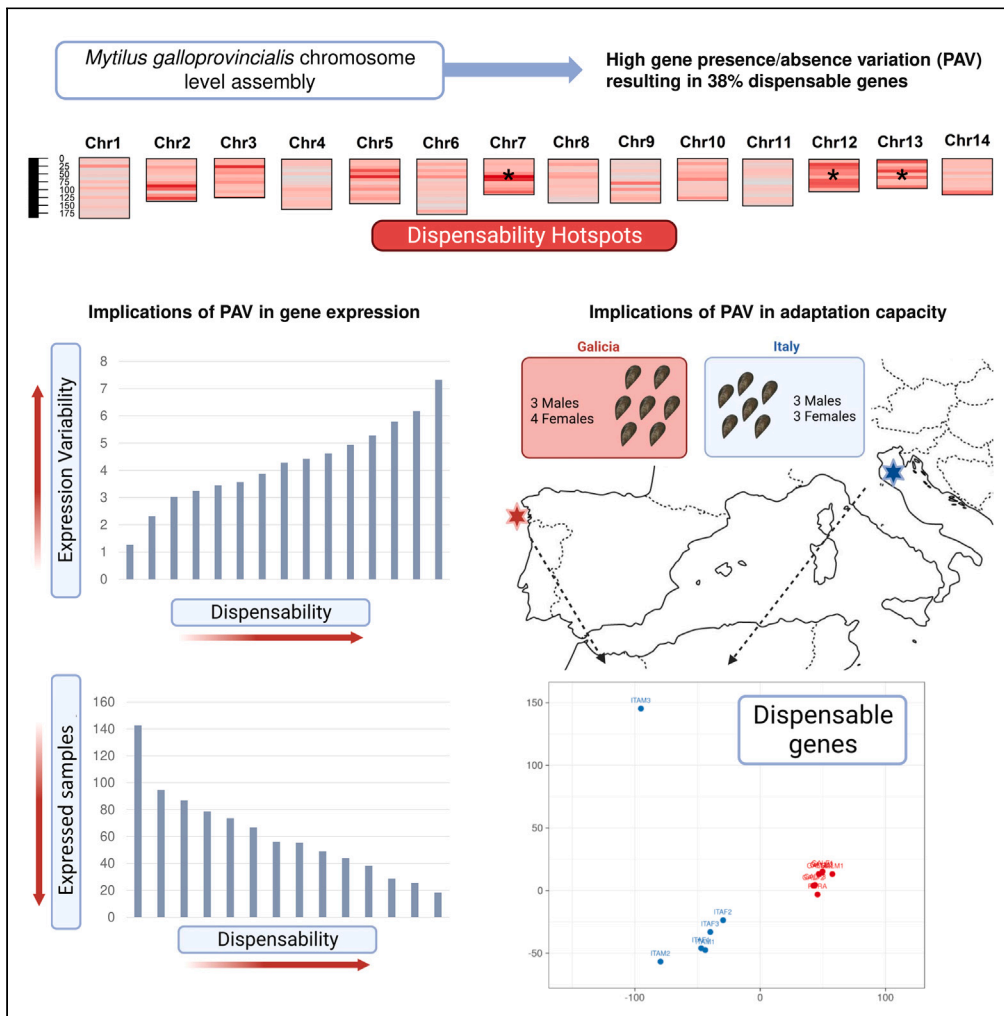 Mytilus galloprovincialis chromosome
level assembly
High gene presence/absence variation (PAV)
resulting in 38% dispensable genes
Chr1 Chr2 Chr3 Chr4 Chr5 Chr6 Chr7 Chr8 Chr9 Chr10 Chr11 Chr12 Chr13 Chr14
0
25
50
75
100
125
150
175
* * *
Dispensability Hotspots
Implications of PAV in gene expression
Expression Variability
8
7
6
5
4
3
2
1
0
Dispensability
Expressed samples
160
140
120
100
80
60
40
20
0
Dispensability
Implications of PAV in adaptation capacity
Galicia
3 Males
4 Females
Italy
3 Males
3 Females
Dispensable
genes
150
100
50
0
-50
-100 0 100
ITAM3
ITAF2
ITAF3
ITAM2